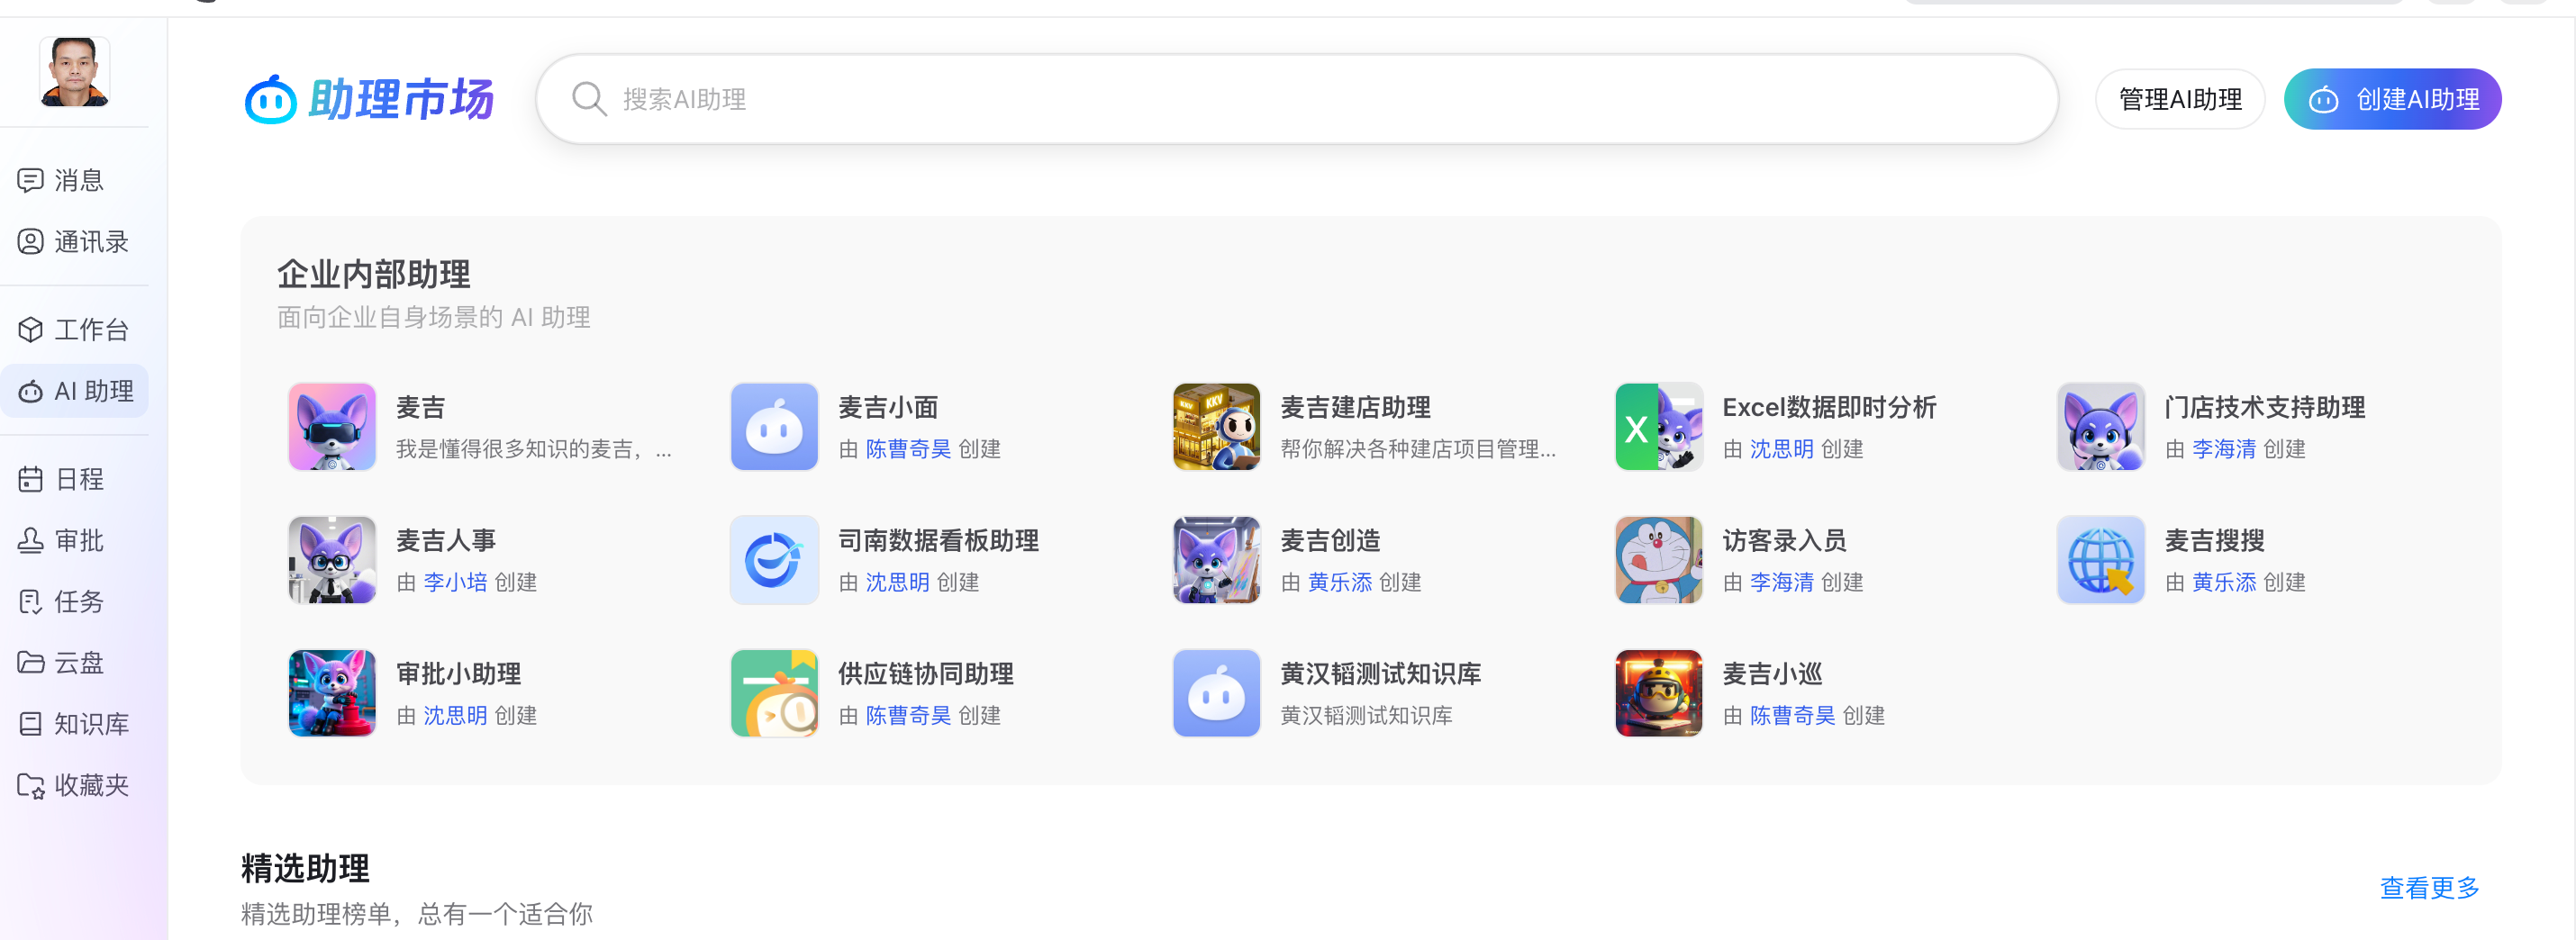 助理市场
搜索AI助理
管理AI助理
创建AI助理
消息
通讯录
工作台
AI 助理
日程
审批
任务
云盘
知识库
收藏夹
企业内部助理
面向企业自身场景的 AI 助理
麦吉
我是懂得很多知识的麦吉，...
麦吉小面
由 陈曹奇昊 创建
麦吉建店助理
帮你解决各种建店项目管理...
Excel数据即时分析
由 沈思明 创建
门店技术支持助理
由 李海清 创建
麦吉人事
由 李小培 创建
司南数据看板助理
由 沈思明 创建
麦吉创造
由 黄乐添 创建
访客录入员
由 李海清 创建
麦吉搜搜
由 黄乐添 创建
审批小助理
由 沈思明 创建
供应链协同助理
由 陈曹奇昊 创建
黄汉韬测试知识库
黄汉韬测试知识库
麦吉小巡
由 陈曹奇昊 创建
精选助理
精选助理榜单，总有一个适合你
查看更多